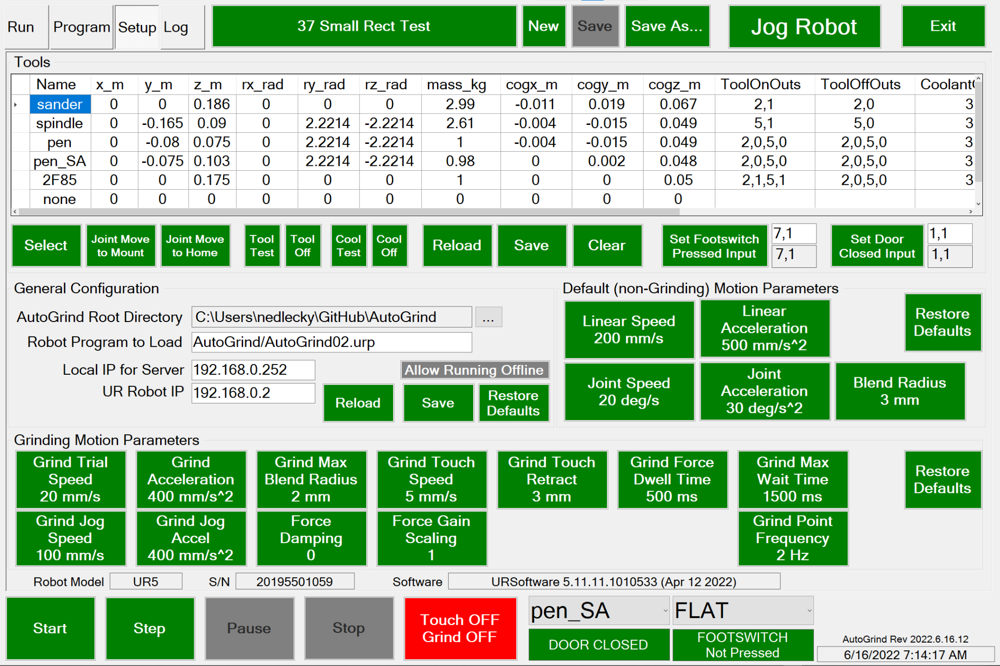 Run Program Setup Log 37 Small Rect Test New Save Save As... Jog Robot Exit
Tools
Name x_m y_m z_m rx_rad ry_rad rz_rad mass_kg cogx_m cogy_m cogz_m ToolOnOuts ToolOffOuts
sander 0 0 0.186 0 0 0 2.99 -0.011 0.019 0.067 2,1 2,0 3
spindle 0 -0.165 0.09 0 2.2214 -2.2214 2.61 -0.004 -0.015 0.049 5,1 5,0 3
pen 0 -0.08 0.075 0 2.2214 -2.2214 1 -0.004 -0.015 0.049 2,0,5,0 2,0,5,0 3
pen_SA 0 -0.075 0.103 0 2.2214 -2.2214 0.98 0 0.002 0.048 2,0,5,0 2,0,5,0 3
2F85 0 0 0.175 0 0 0 1 0 0 0.05 2,1,5,1 2,0,5,0 3
none 0 0 0 0 0 0 0 0 0 0
Select
Joint Move
to Mount
Joint Move
to Home
Tool
Test
Tool
Off
Cool
Test
Cool
Off
Reload
Save
Clear
Set Footswitch
Pressed Input
7,1
7,1
Set Door
Closed Input
1,1
1,1
General Configuration
AutoGrind Root Directory C:\Users\nedlecky\GitHub\AutoGrind ...
Robot Program to Load AutoGrind/AutoGrind02.urp
Local IP for Server 192.168.0.252
Allow Running Offline
UR Robot IP 192.168.0.2
Reload
Save
Restore
Defaults
Default (non-Grinding) Motion Parameters
Linear Speed
200 mm/s
Linear
Acceleration
500 mm/s^2
Restore
Defaults
Joint Speed
20 deg/s
Joint
Acceleration
30 deg/s^2
Blend Radius
3 mm
Grinding Motion Parameters
Grind Trial
Speed
20 mm/s
Grind
Acceleration
400 mm/s^2
Grind Max
Blend Radius
2 mm
Grind Touch
Speed
5 mm/s
Grind Touch
Retract
3 mm
Grind Force
Dwell Time
500 ms
Grind Max
Wait Time
1500 ms
Restore
Defaults
Grind Jog
Speed
100 mm/s
Grind Jog
Accel
400 mm/s^2
Force
Damping
0
Force Gain
Scaling
1
Grind Point
Frequency
2 Hz
Robot Model UR5 S/N 20195501059 Software URSoftware 5.11.11.1010533 (Apr 12 2022)
Start
Step
Pause
Stop
Touch OFF
Grind OFF
pen_SA
FLAT
DOOR CLOSED
FOOTSWITCH
Not Pressed
AutoGrind Rev 2022.6.16.12
6/16/2022 7:14:17 AM